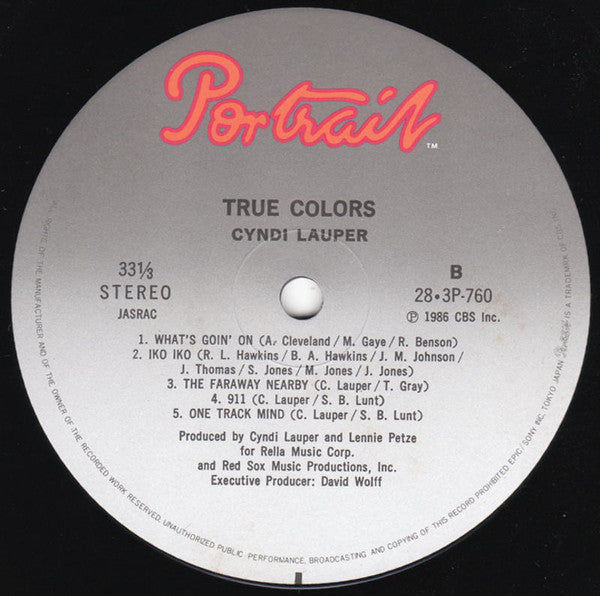 Portrait™
TRUE COLORS
CYNDI LAUPER
33⅓
STEREO
JASRAC
B
28・3P-760
℗ 1986 CBS Inc.
1. WHAT'S GOIN' ON (A. Cleveland / M. Gaye / R. Benson)
2. IKO IKO (R. L. Hawkins / B. A. Hawkins / J. M. Johnson /
J. Thomas / S. Jones / M. Jones / J. Jones)
3. THE FARAWAY NEARBY (C. Lauper / T. Gray)
4. 911 (C. Lauper / S. B. Lunt)
5. ONE TRACK MIND (C. Lauper / S. B. Lunt)
Produced by Cyndi Lauper and Lennie Petze
for Rella Music Corp.
and Red Sox Music Productions, Inc.
Executive Producer: David Wolff
RIGHTS OF THE MANUFACTURER AND OF THE OWNER OF THE RECORDED WORK RESERVED. UNAUTHORIZED PUBLIC PERFORMANCE, BROADCASTING AND COPYING OF THIS RECORD PROHIBITED EPIC/SONY INC. TOKYO JAPAN IS A TRADEMARK OF CBS INC.